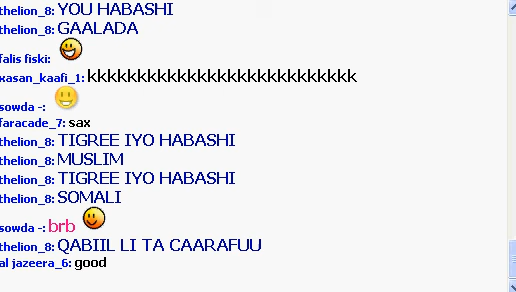 thelion_8: YOU HABASHI
thelion_8: GAALADA
falis fiski:
xasan_kaafi_1: kkkkkkkkkkkkkkkkkkkkkkkkkkk
sowda -:
faracade_7: sax
thelion_8: TIGREE IYO HABASHI
thelion_8: MUSLIM
thelion_8: TIGREE IYO HABASHI
thelion_8: SOMALI
sowda -: brb
thelion_8: QABIIL LI TA CAARAFUU
al jazeera_6: good